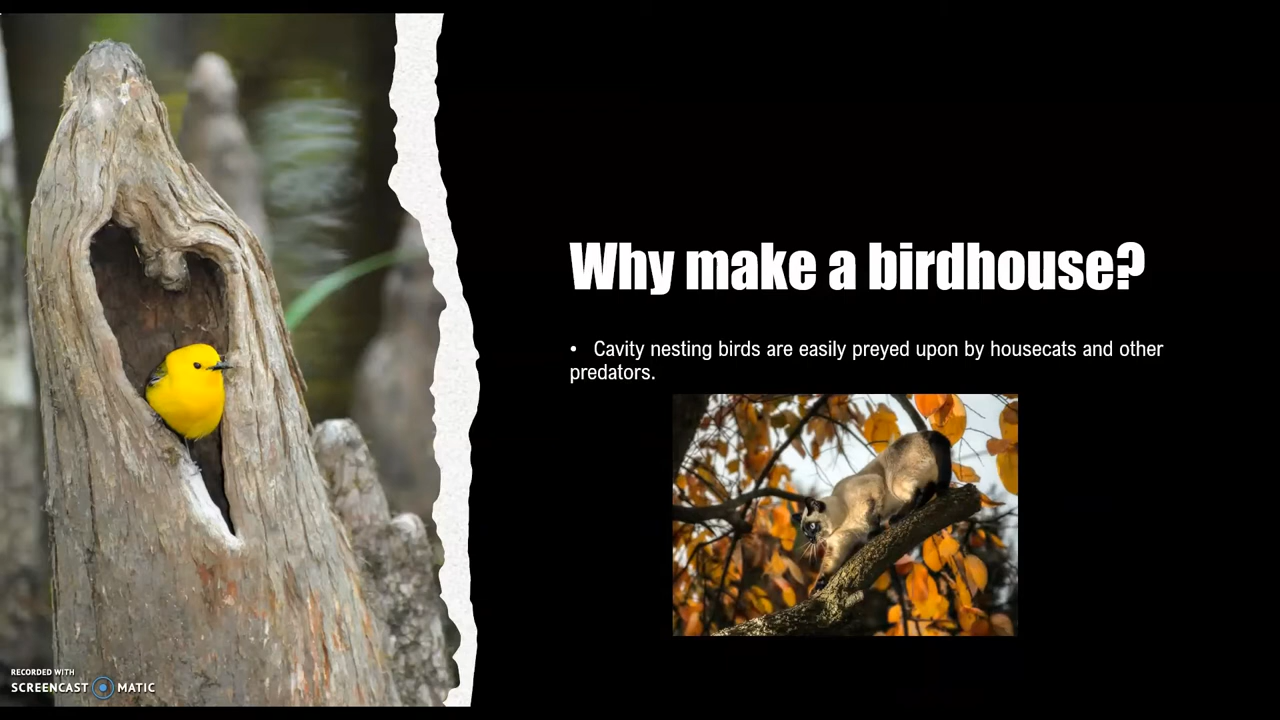 Why make a birdhouse?
• Cavity nesting birds are easily preyed upon by housecats and other
predators.
RECORDED WITH
SCREENCAST MATIC